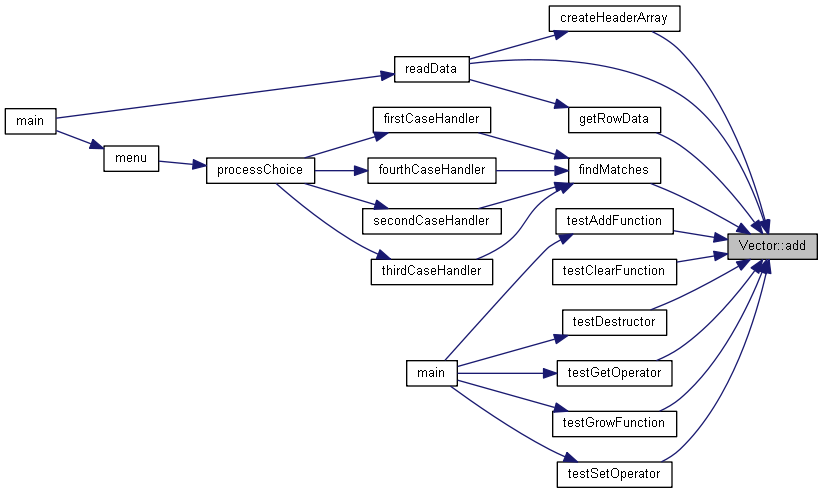 createHeaderArray
readData
main
firstCaseHandler
getRowData
menu
processChoice
fourthCaseHandler
findMatches
secondCaseHandler
testAddFunction
Vector::add
thirdCaseHandler
testClearFunction
testDestructor
main
testGetOperator
testGrowFunction
testSetOperator